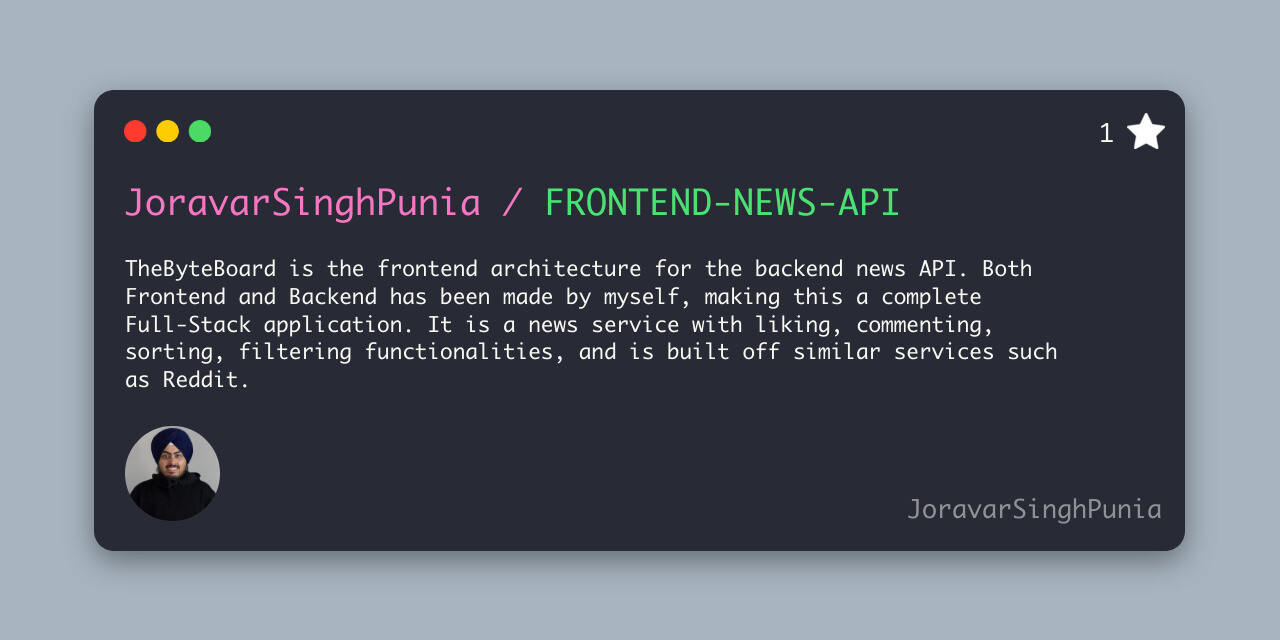 1
JoravarSinghPunia / FRONTEND-NEWS-API
TheByteBoard is the frontend architecture for the backend news API. Both
Frontend and Backend has been made by myself, making this a complete
Full-Stack application. It is a news service with liking, commenting,
sorting, filtering functionalities, and is built off similar services such
as Reddit.
JoravarSinghPunia